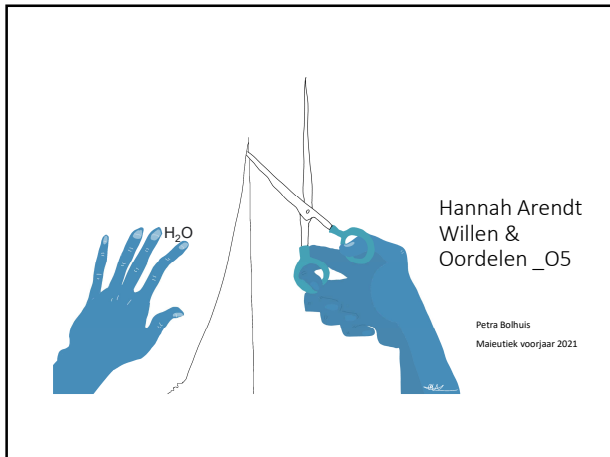 H₂O
Hannah Arendt
Willen &
Oordelen _O5
Petra Bolhuis
Maieutiek voorjaar 2021